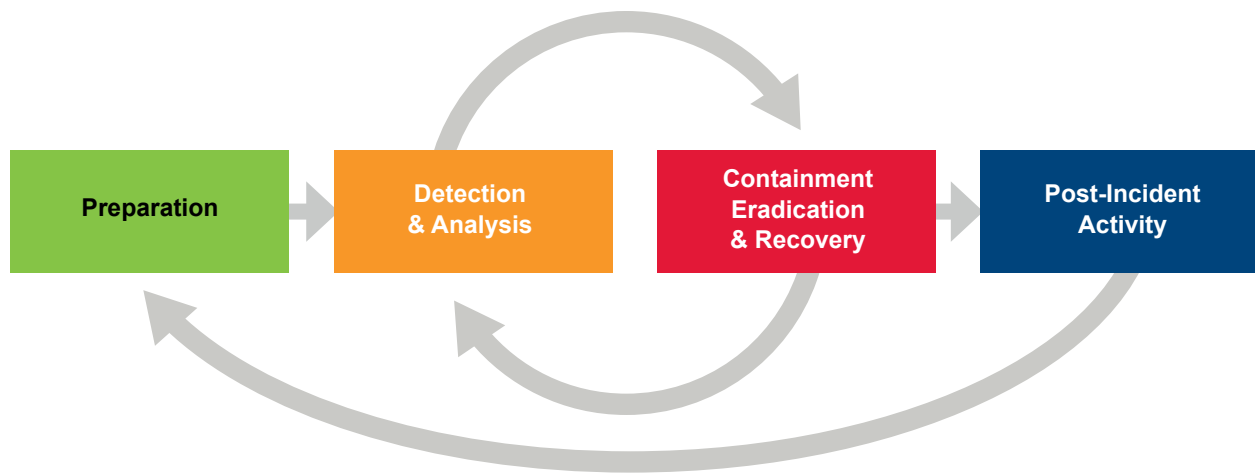 Preparation
Detection
& Analysis
Containment
Eradication
& Recovery
Post-Incident
Activity